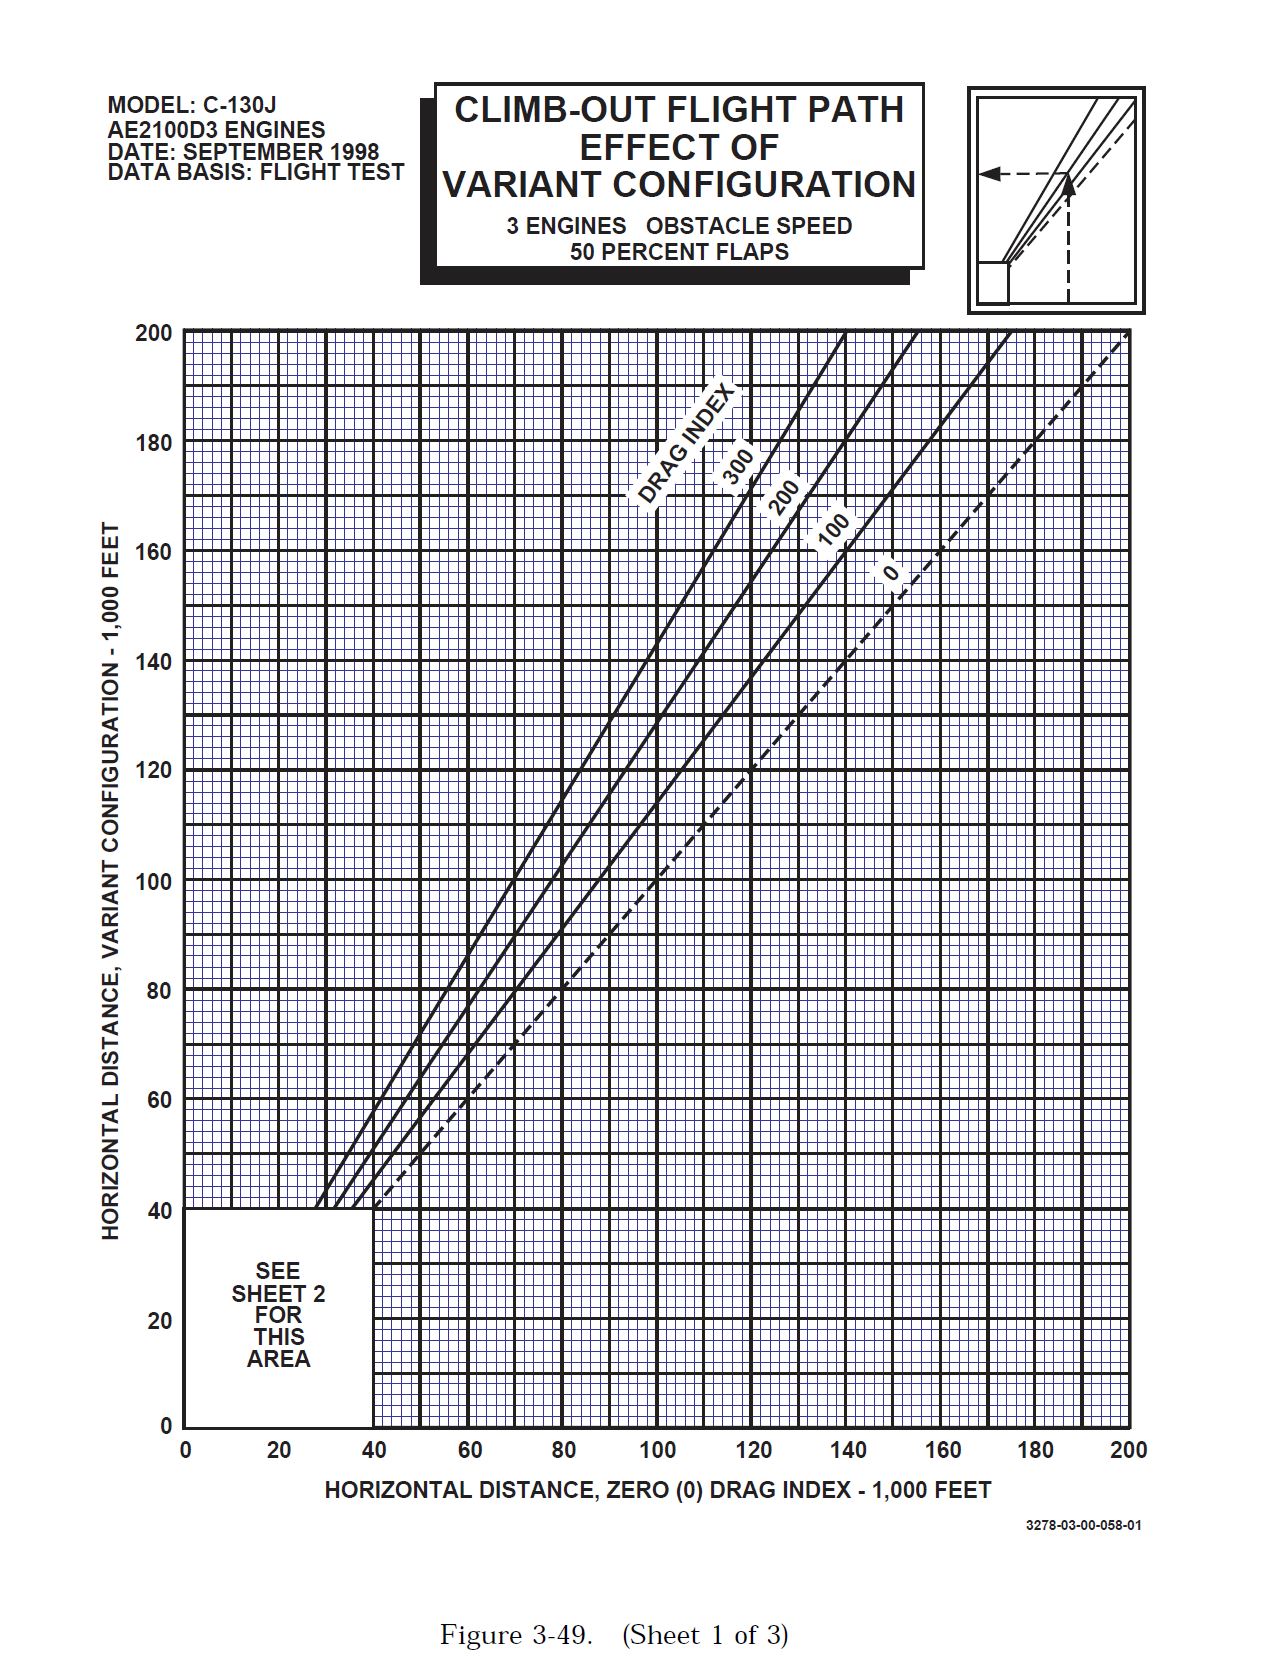 MODEL: C-130J
AE2100D3 ENGINES
DATE: SEPTEMBER 1998
DATA BASIS: FLIGHT TEST
CLIMB-OUT FLIGHT PATH
EFFECT OF
VARIANT CONFIGURATION
3 ENGINES OBSTACLE SPEED
50 PERCENT FLAPS
HORIZONTAL DISTANCE, VARIANT CONFIGURATION - 1,000 FEET
200
180
160
140
120
100
80
60
40
20
0
DRAG INDEX
300
200
100
0
SEE
SHEET 2
FOR
THIS
AREA
0 20 40 60 80 100 120 140 160 180 200
HORIZONTAL DISTANCE, ZERO (0) DRAG INDEX - 1,000 FEET
3278-03-00-058-01
Figure 3-49. (Sheet 1 of 3)